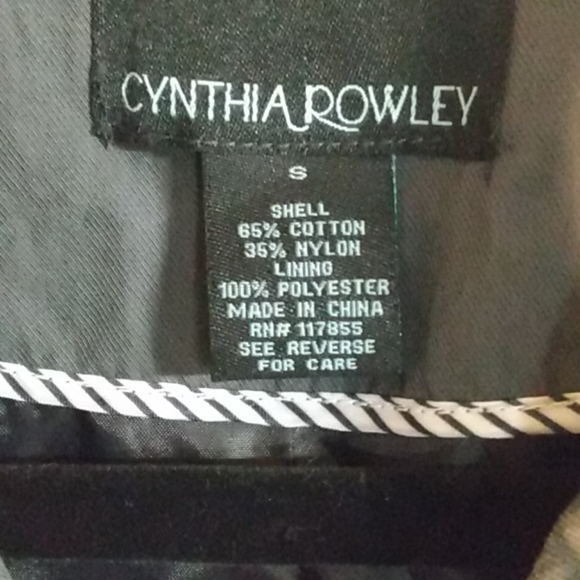 CYNTHIA ROWLEY
S
SHELL
65% COTTON
35% NYLON
LINING
100% POLYESTER
MADE IN CHINA
RN# 117855
SEE REVERSE
FOR CARE